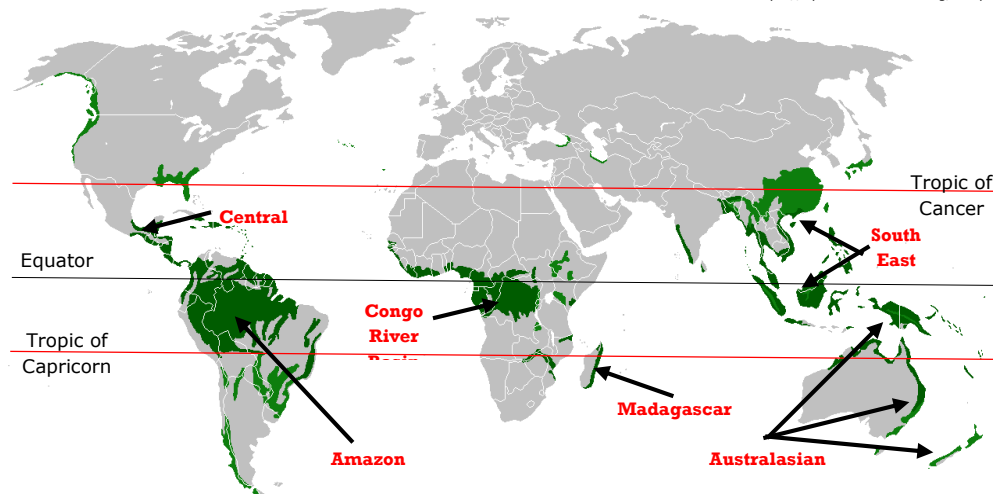 Tropic of
Cancer
Central
South
East
Equator
Congo
River
Tropic of
Capricorn
Madagascar
Amazon
Australasian